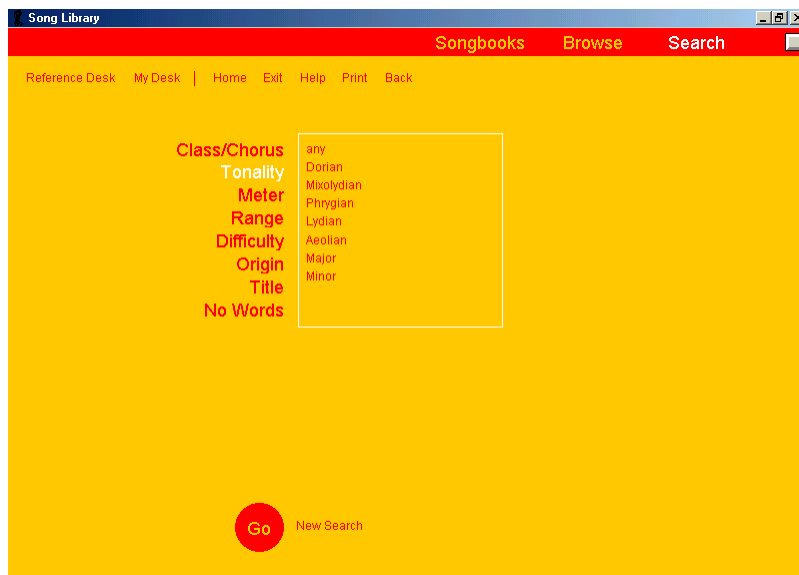 Song Library
Songbooks Browse Search
Reference Desk My Desk Home Exit Help Print Back
Class/Chorus
Tonality
Meter
Range
Difficulty
Origin
Title
No Words
any
Dorian
Mixolydian
Phrygian
Lydian
Aeolian
Major
Minor
Go New Search